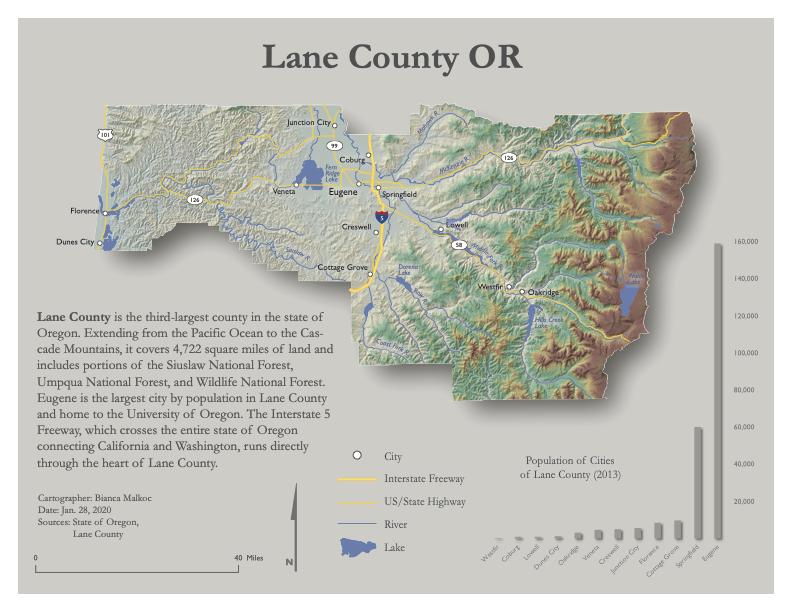 Lane County OR
101
Junction City
99
Coburg
Mohawk R.
McKenzie R.
126
Fern
Ridge
Lake
Veneta
Eugene
Springfield
126
Florence
5
Lowell
Creswell
58
Dunes City
Siuslaw R.
Cottage Grove
Dorena
Lake
Row R.
Westfir
Oakridge
Waldo
Lake
Hills Creek
Lake
Coast Fork R.
Lane County is the third-largest county in the state of
Oregon. Extending from the Pacific Ocean to the Cas-
cade Mountains, it covers 4,722 square miles of land and
includes portions of the Siuslaw National Forest,
Umpqua National Forest, and Wildlife National Forest.
Eugene is the largest city by population in Lane County
and home to the University of Oregon. The Interstate 5
Freeway, which crosses the entire state of Oregon
connecting California and Washington, runs directly
through the heart of Lane County.
Cartographer: Bianca Malkoc
Date: Jan. 28, 2020
Sources: State of Oregon,
Lane County
0 40 Miles
N
City
Interstate Freeway
US/State Highway
River
Lake
Population of Cities
of Lane County (2013)
160,000
140,000
120,000
100,000
80,000
60,000
40,000
20,000
Westfir
Coburg
Lowell
Dunes City
Oakridge
Veneta
Creswell
Junction City
Florence
Cottage Grove
Springfield
Eugene